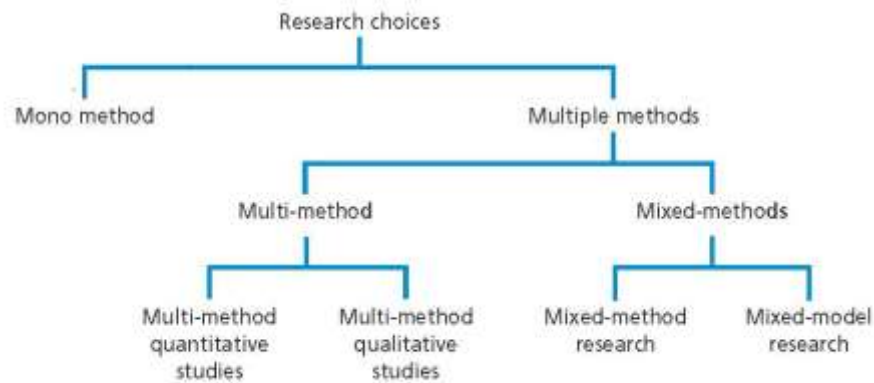 Research choices
Mono method
Multiple methods
Multi-method
Mixed-methods
Multi-method
quantitative
studies
Multi-method
qualitative
studies
Mixed-method
research
Mixed-model
research